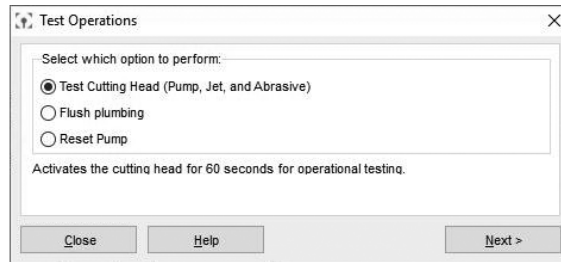 Test Operations
Select which option to perform:
Test Cutting Head (Pump, Jet, and Abrasive)
Flush plumbing
Reset Pump
Activates the cutting head for 60 seconds for operational testing.
Close
Help
Next >